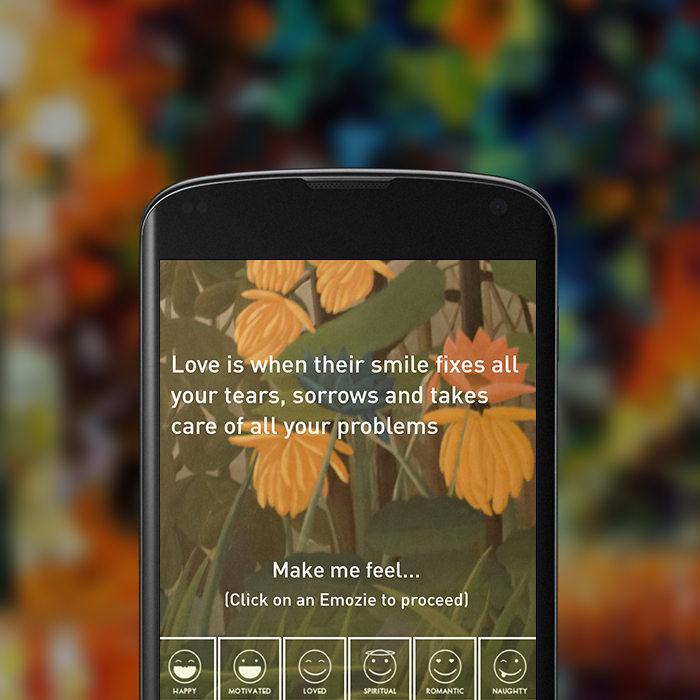 Love is when their smile fixes all
your tears, sorrows and takes
care of all your problems
Make me feel...
(Click on an Emozie to proceed)
HAPPY MOTIVATED LOVED SPIRITUAL ROMANTIC NAUGHTY